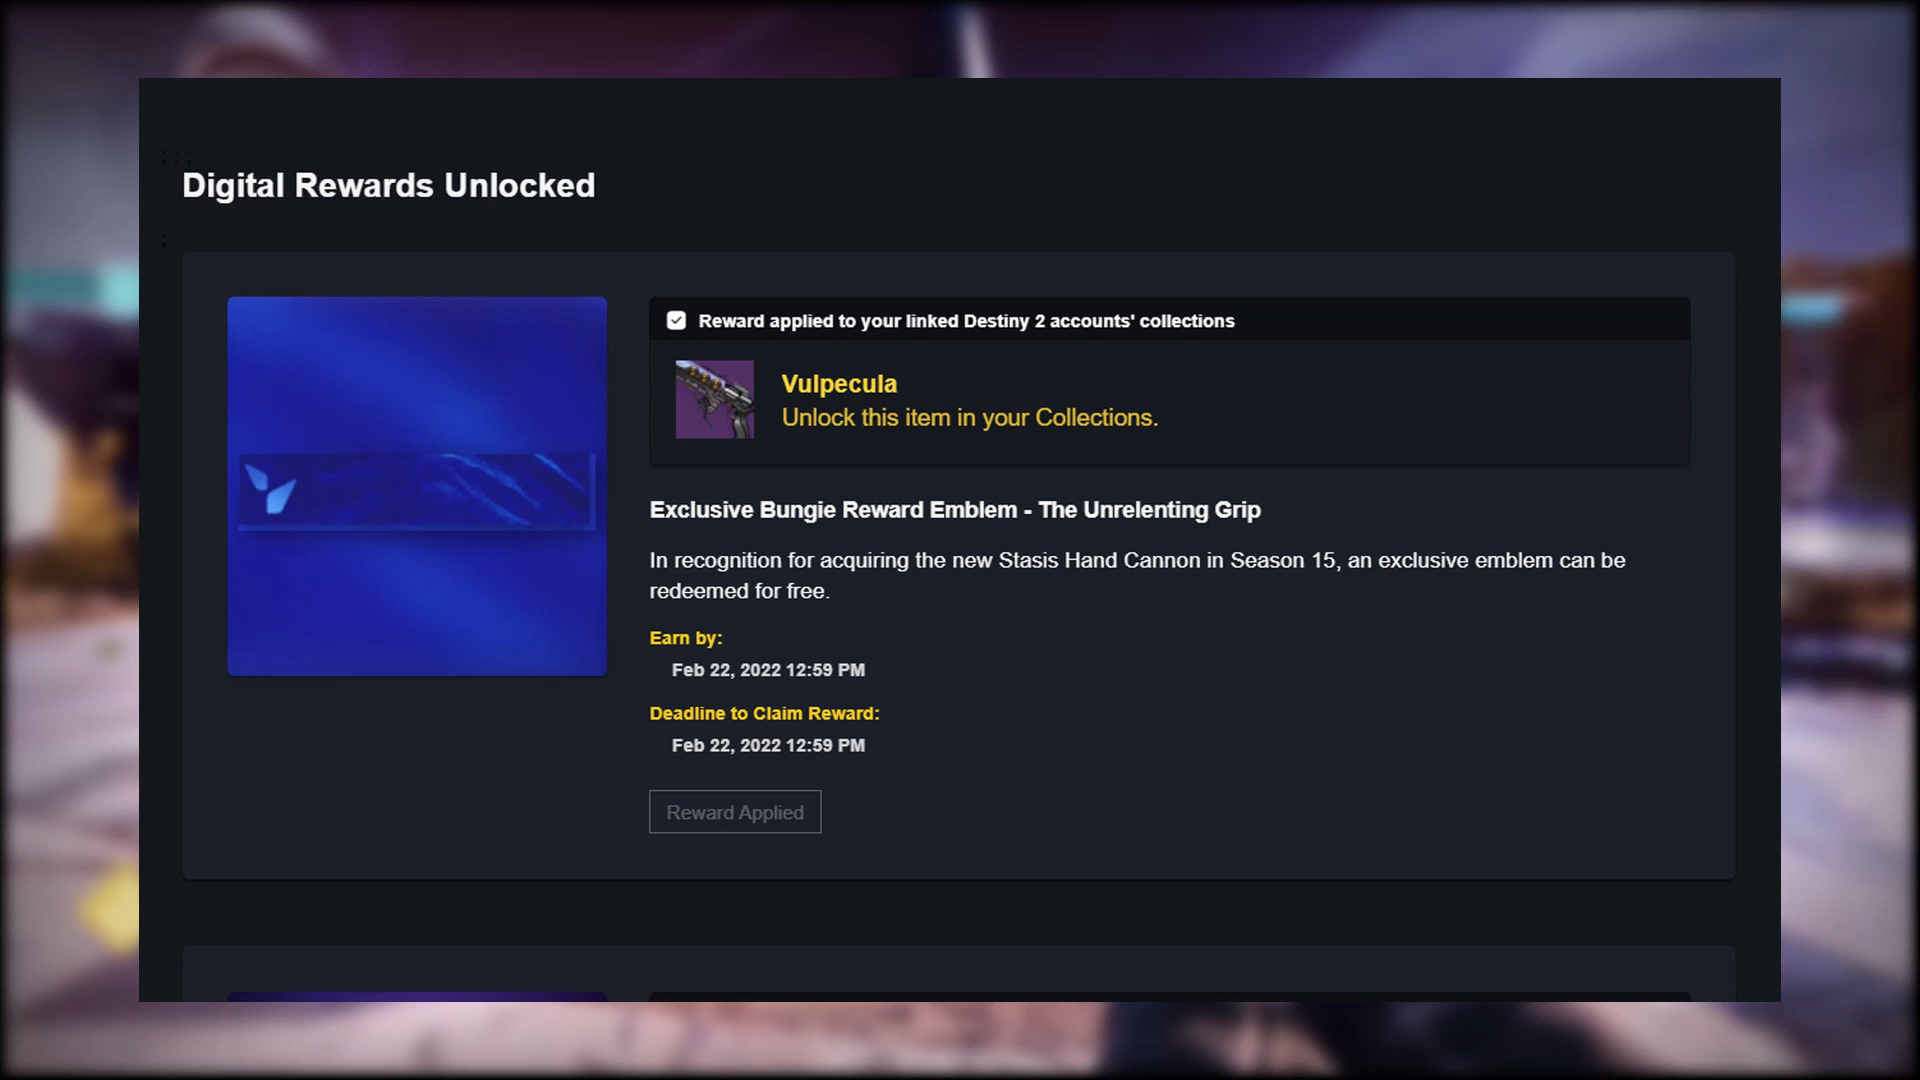 Digital Rewards Unlocked
Reward applied to your linked Destiny 2 accounts' collections
Vulpecula
Unlock this item in your Collections.
Exclusive Bungie Reward Emblem - The Unrelenting Grip
In recognition for acquiring the new Stasis Hand Cannon in Season 15, an exclusive emblem can be
redeemed for free.
Earn by:
Feb 22, 2022 12:59 PM
Deadline to Claim Reward:
Feb 22, 2022 12:59 PM
Reward Applied